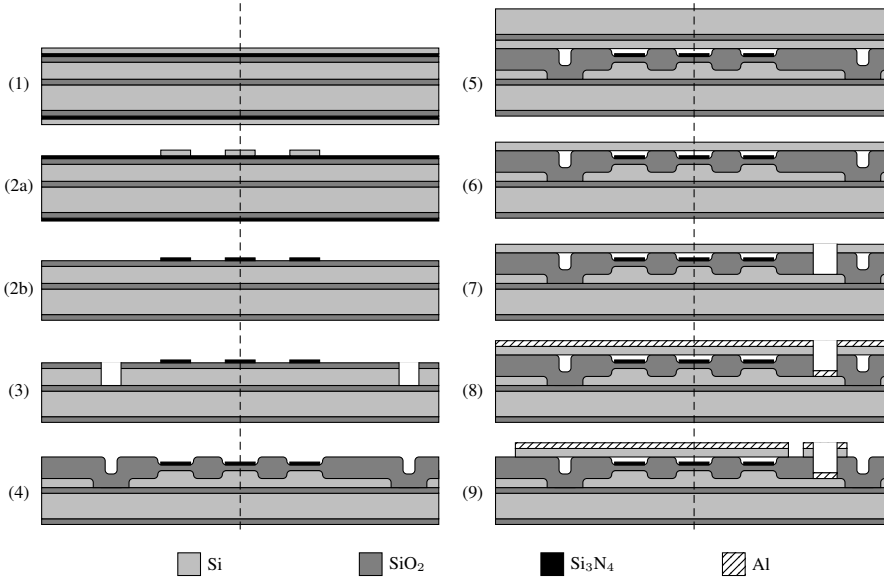 (1)
(2a)
(2b)
(3)
(4)
(5)
(6)
(7)
(8)
(9)
Si SiO₂ Si₃N₄ Al